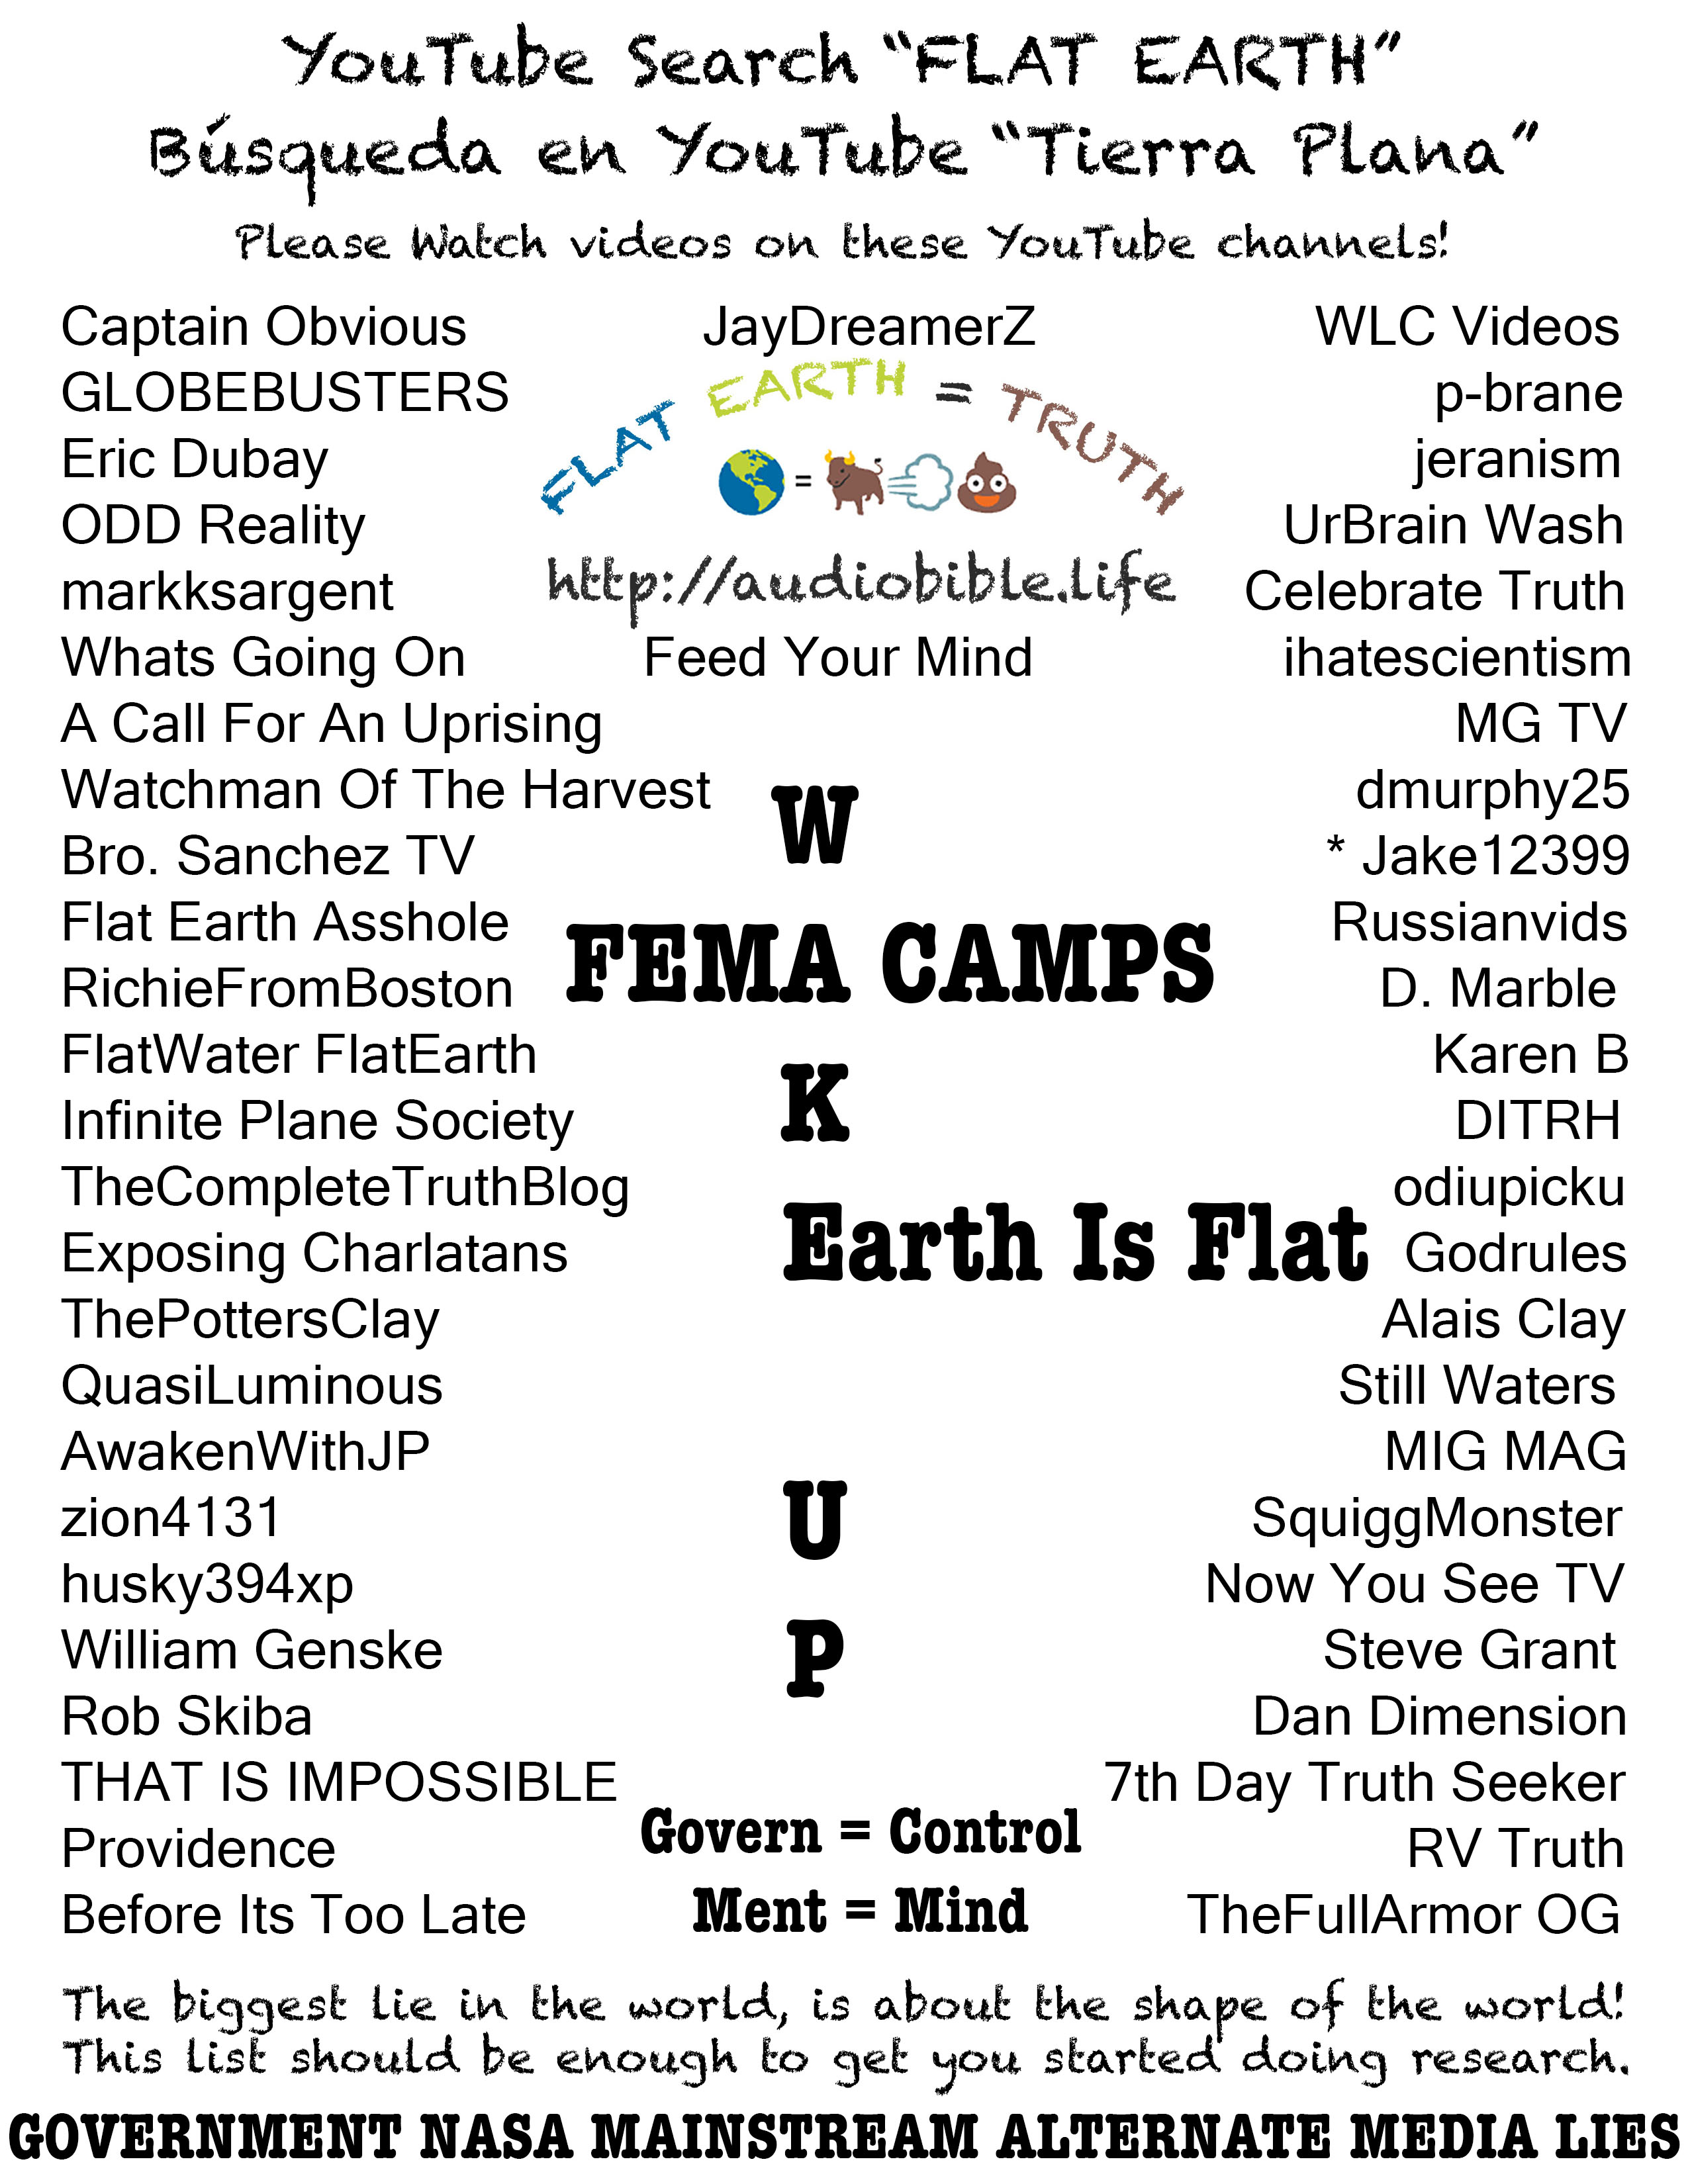 YouTube Search “FLAT EARTH”
Búsqueda en YouTube “Tierra Plana”
Please Watch videos on these YouTube channels!
Captain Obvious
GLOBEBUSTERS
Eric Dubay
ODD Reality
markksargent
Whats Going On
A Call For An Uprising
Watchman Of The Harvest
Bro. Sanchez TV
Flat Earth Asshole
RichieFromBoston
FlatWater FlatEarth
Infinite Plane Society
TheCompleteTruthBlog
Exposing Charlatans
ThePottersClay
QuasiLuminous
AwakenWithJP
zion4131
husky394xp
William Genske
Rob Skiba
THAT IS IMPOSSIBLE
Providence
Before Its Too Late
JayDreamerZ
FLAT EARTH = TRUTH
= 
http://audiobible.life
Feed Your Mind
W
FEMA CAMPS
K
Earth Is Flat
U
P
Govern = Control
Ment = Mind
WLC Videos
p-brane
jeranism
UrBrain Wash
Celebrate Truth
ihatescientism
MG TV
dmurphy25
* Jake12399
Russianvids
D. Marble
Karen B
DITRH
odiupicku
Godrules
Alais Clay
Still Waters
MIG MAG
SquiggMonster
Now You See TV
Steve Grant
Dan Dimension
7th Day Truth Seeker
RV Truth
TheFullArmor OG
The biggest lie in the world, is about the shape of the world!
This list should be enough to get you started doing research.
GOVERNMENT NASA MAINSTREAM ALTERNATE MEDIA LIES